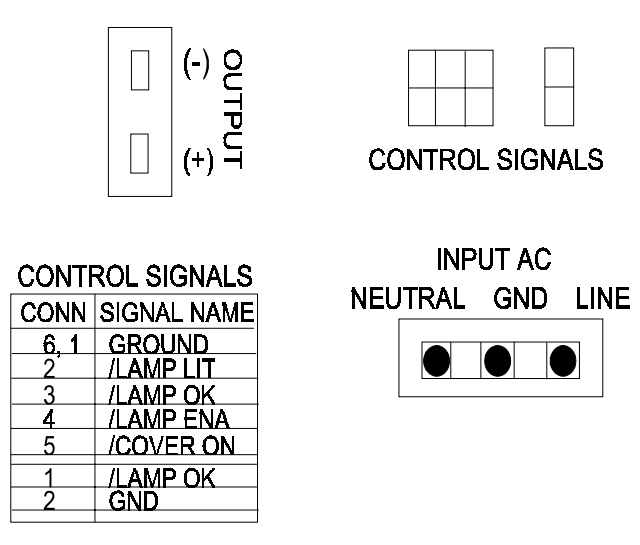 (-)
(+)
OUTPUT
CONTROL SIGNALS
INPUT AC
NEUTRAL GND LINE
CONTROL SIGNALS
CONN SIGNAL NAME
6, 1 GROUND
2 /LAMP LIT
3 /LAMP OK
4 /LAMP ENA
5 /COVER ON
1 /LAMP OK
2 GND